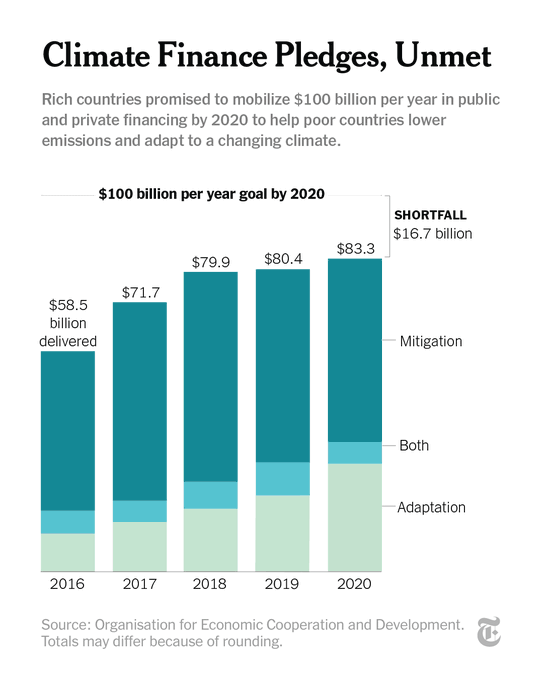 Climate Finance Pledges, Unmet
Rich countries promised to mobilize $100 billion per year in public
and private financing by 2020 to help poor countries lower
emissions and adapt to a changing climate.
$100 billion per year goal by 2020
SHORTFALL
$16.7 billion
$58.5
billion
delivered
$71.7
$79.9
$80.4
$83.3
Mitigation
Both
Adaptation
2016
2017
2018
2019
2020
Source: Organisation for Economic Cooperation and Development.
Totals may differ because of rounding.
T